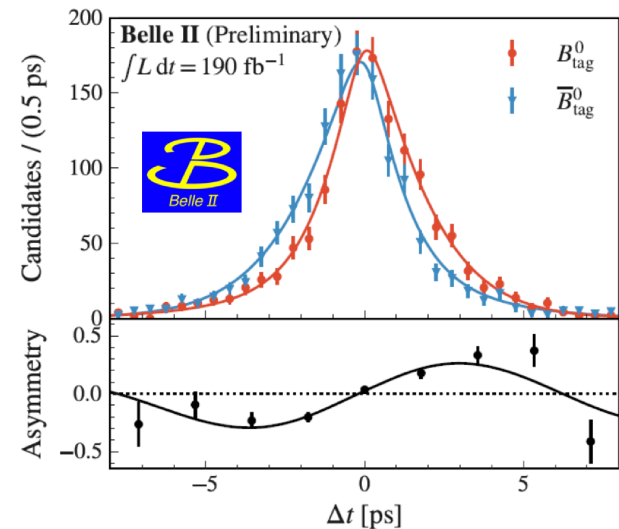 Belle II (Preliminary)
∫L dt = 190 fb⁻¹
B⁰tag
B̄⁰tag
Belle II
Candidates / (0.5 ps)
200
150
100
50
0
Asymmetry
0.5
0.0
−0.5
−5
0
5
Δt [ps]